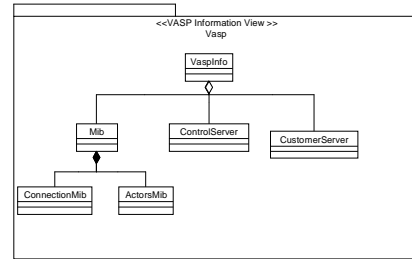 <<VASP Information View >>
Vasp
VaspInfo
Mib
ControlServer
CustomerServer
ConnectionMib
ActorsMib